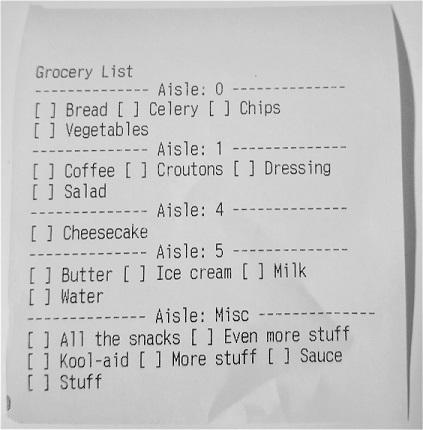 Grocery List
-------------- Aisle: 0 --------------
[ ] Bread [ ] Celery [ ] Chips
[ ] Vegetables
-------------- Aisle: 1 --------------
[ ] Coffee [ ] Croutons [ ] Dressing
[ ] Salad
-------------- Aisle: 4 --------------
[ ] Cheesecake
-------------- Aisle: 5 --------------
[ ] Butter [ ] Ice cream [ ] Milk
[ ] Water
-------------- Aisle: Misc --------------
[ ] All the snacks [ ] Even more stuff
[ ] Kool-aid [ ] More stuff [ ] Sauce
[ ] Stuff